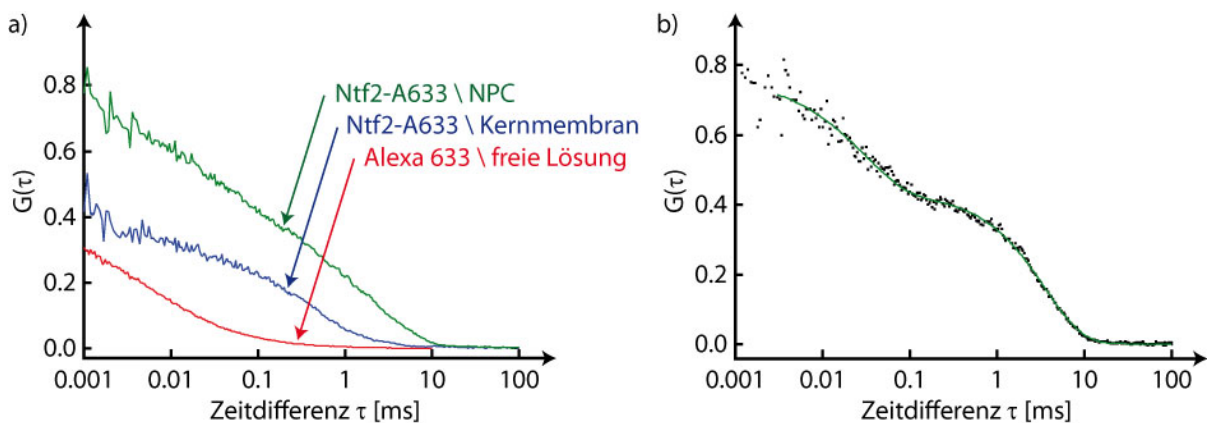 a)
G(τ)
0.8
0.6
0.4
0.2
0.0
0.001 0.01 0.1 1 10 100
Zeitdifferenz τ [ms]
Ntf2-A633 \ NPC
Ntf2-A633 \ Kernmembran
Alexa 633 \ freie Lösung
b)
G(τ)
0.8
0.6
0.4
0.2
0.0
0.001 0.01 0.1 1 10 100
Zeitdifferenz τ [ms]